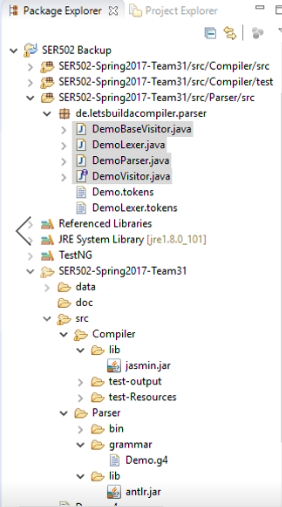 Package Explorer
Project Explorer
SER502 Backup
SER502-Spring2017-Team31/src/Compiler/src
SER502-Spring2017-Team31/src/Compiler/test
SER502-Spring2017-Team31/src/Parser/src
de.letsbuildacompiler.parser
DemoBaseVisitor.java
DemoLexer.java
DemoParser.java
DemoVisitor.java
Demo.tokens
DemoLexer.tokens
Referenced Libraries
JRE System Library [jre1.8.0_101]
TestNG
SER502-Spring2017-Team31
data
doc
src
Compiler
lib
jasmin.jar
test-output
test-Resources
Parser
bin
grammar
Demo.g4
lib
antlr.jar